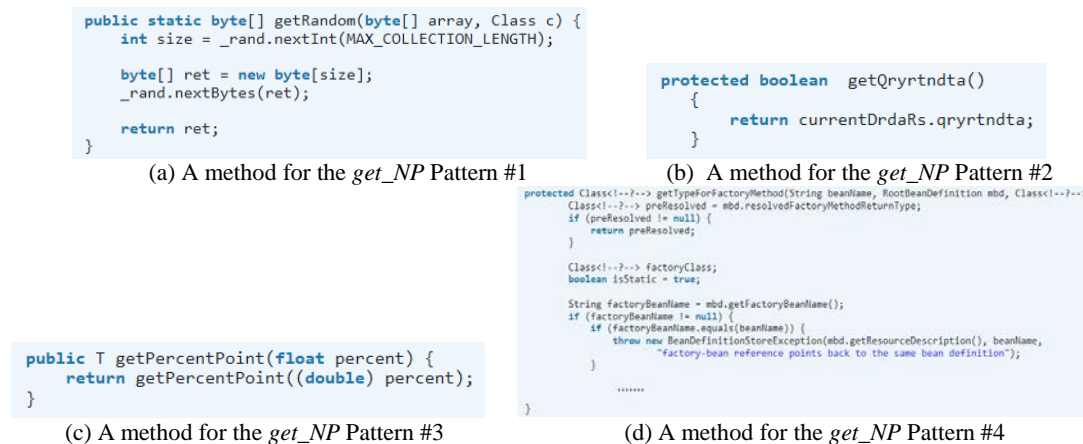 public static byte[] getRandom(byte[] array, Class c) {
int size = _rand.nextInt(MAX_COLLECTION_LENGTH);
byte[] ret = new byte[size];
_rand.nextBytes(ret);
return ret;
}
(a) A method for the get_NP Pattern #1
protected boolean getQryrtndta()
{
return currentDrdaRs.qryrtndta;
}
(b) A method for the get_NP Pattern #2
public T getPercentPoint(float percent) {
return getPercentPoint((double) percent);
}
(c) A method for the get_NP Pattern #3
protected Class<!--?--> getTypeForFactoryMethod(String beanName, RootBeanDefinition mbd, Class<!--?--
Class<!--?--> preResolved = mbd.resolvedFactoryMethodReturnType;
if (preResolved != null) {
return preResolved;
}
Class<!--?--> factoryClass;
boolean isStatic = true;
String factoryBeanName = mbd.getFactoryBeanName();
if (factoryBeanName != null) {
if (factoryBeanName.equals(beanName)) {
throw new BeanDefinitionStoreException(mbd.getResourceDescription(), beanName,
"factory-bean reference points back to the same bean definition");
}
.......
}
(d) A method for the get_NP Pattern #4